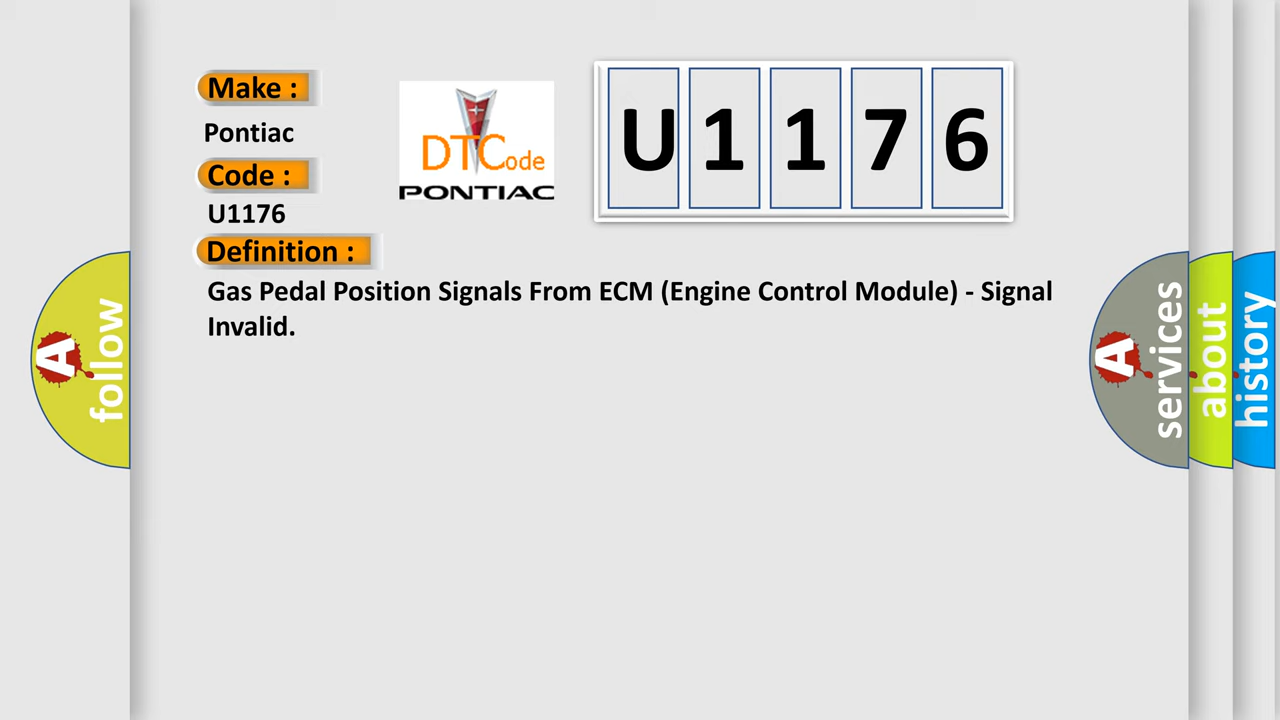 Make :
Pontiac
Code :
U1176
Definition :
Gas Pedal Position Signals From ECM (Engine Control Module) - Signal
Invalid.
DTCode
PONTIAC
U1176
A
follow
A
services
about
history